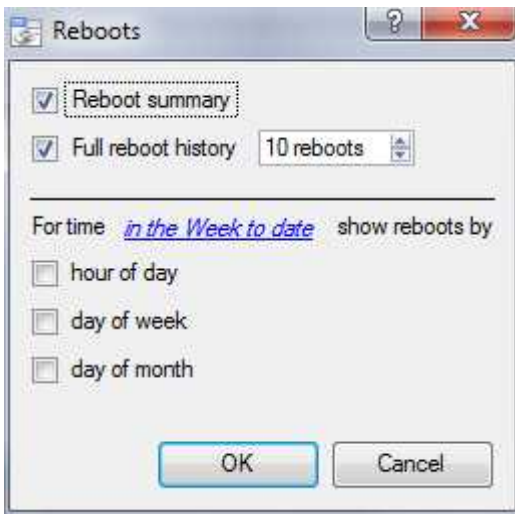 Reboots
Reboot summary
Full reboot history 10 reboots
For time in the Week to date show reboots by
hour of day
day of week
day of month
OK Cancel